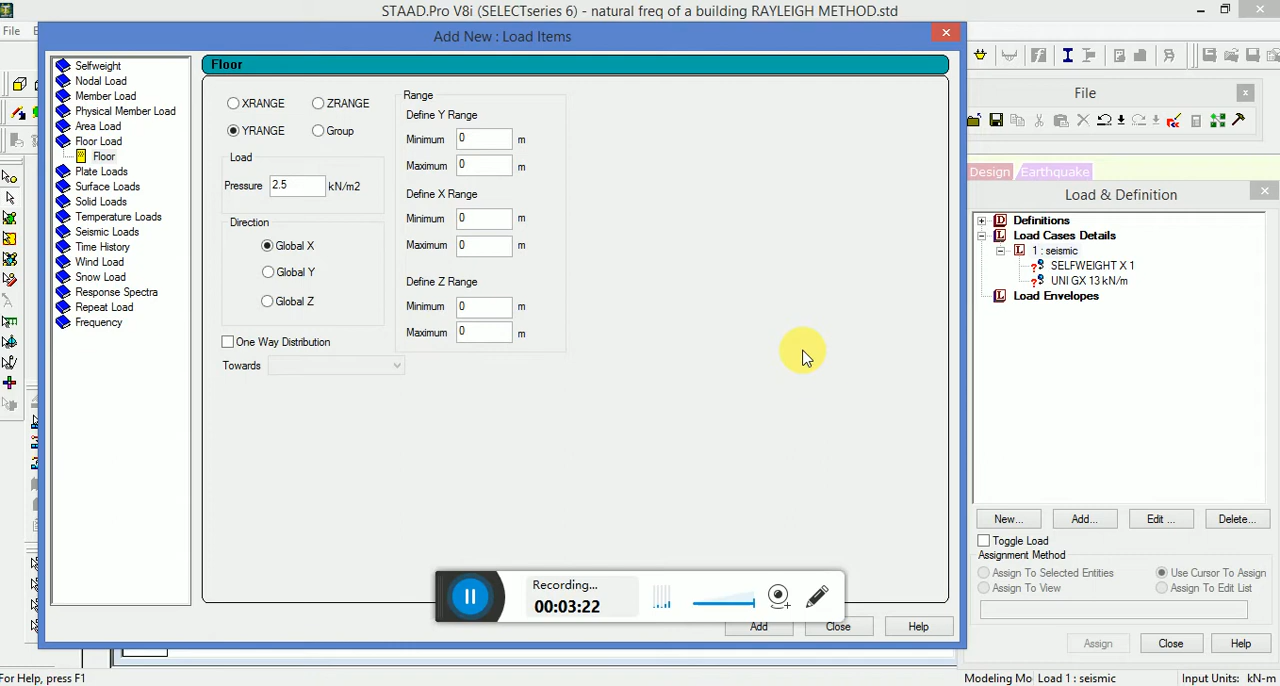 STAAD.Pro V8i (SELECTseries 6) - natural freq of a building RAYLEIGH METHOD.std
File
Add New : Load Items
Selfweight
Nodal Load
Member Load
Physical Member Load
Area Load
Floor Load
Floor
Plate Loads
Surface Loads
Solid Loads
Temperature Loads
Seismic Loads
Time History
Wind Load
Snow Load
Response Spectra
Repeat Load
Frequency
Floor
XRANGE
ZRANGE
YRANGE
Group
Load
Pressure 2.5 kN/m2
Direction
Global X
Global Y
Global Z
One Way Distribution
Towards
Range
Define Y Range
Minimum 0 m
Maximum 0 m
Define X Range
Minimum 0 m
Maximum 0 m
Define Z Range
Minimum 0 m
Maximum 0 m
Recording...
00:03:22
Add
Close
Help
File
Design
Earthquake
Load & Definition
Definitions
Load Cases Details
1 : seismic
SELFWEIGHT X 1
UNI GX 13 kN/m
Load Envelopes
New...
Add...
Edit ...
Delete...
Toggle Load
Assignment Method
Assign To Selected Entities
Use Cursor To Assign
Assign To View
Assign To Edit List
Assign
Close
Help
For Help, press F1
Modeling Mo
Load 1 : seismic
Input Units: kN-m